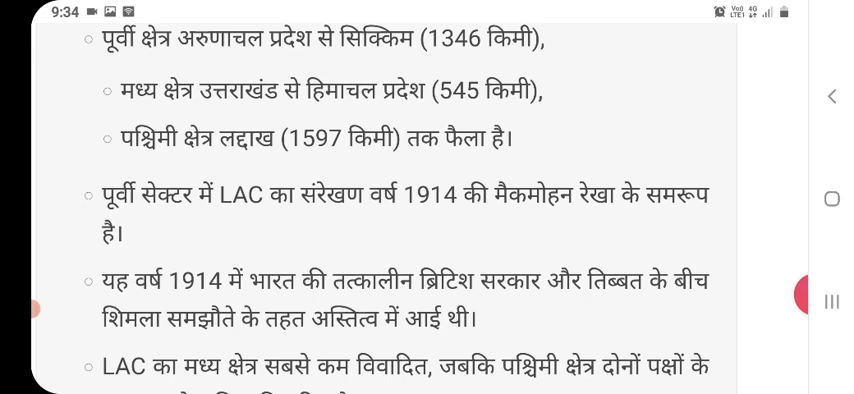 9:34
Vo)) 4G
LTE1
पूर्वी क्षेत्र अरुणाचल प्रदेश से सिक्किम (1346 किमी),
मध्य क्षेत्र उत्तराखंड से हिमाचल प्रदेश (545 किमी),
पश्चिमी क्षेत्र लद्दाख (1597 किमी) तक फैला है।
पूर्वी सेक्टर में LAC का संरेखण वर्ष 1914 की मैकमोहन रेखा के समरूप
है।
यह वर्ष 1914 में भारत की तत्कालीन ब्रिटिश सरकार और तिब्बत के बीच
शिमला समझौते के तहत अस्तित्व में आई थी।
LAC का मध्य क्षेत्र सबसे कम विवादित, जबकि पश्चिमी क्षेत्र दोनों पक्षों के